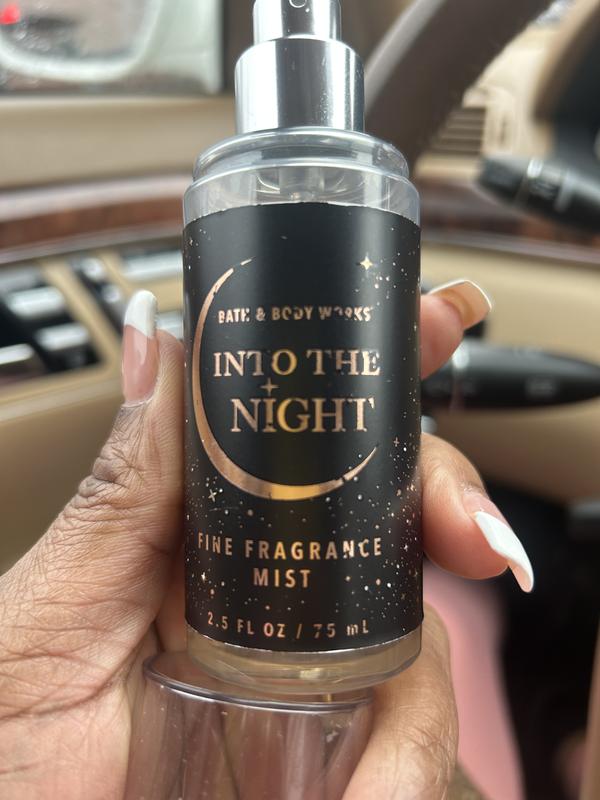 BATH & BODY WORKS
INTO THE
NIGHT
FINE FRAGRANCE
MIST
2.5 FL OZ / 75 mL